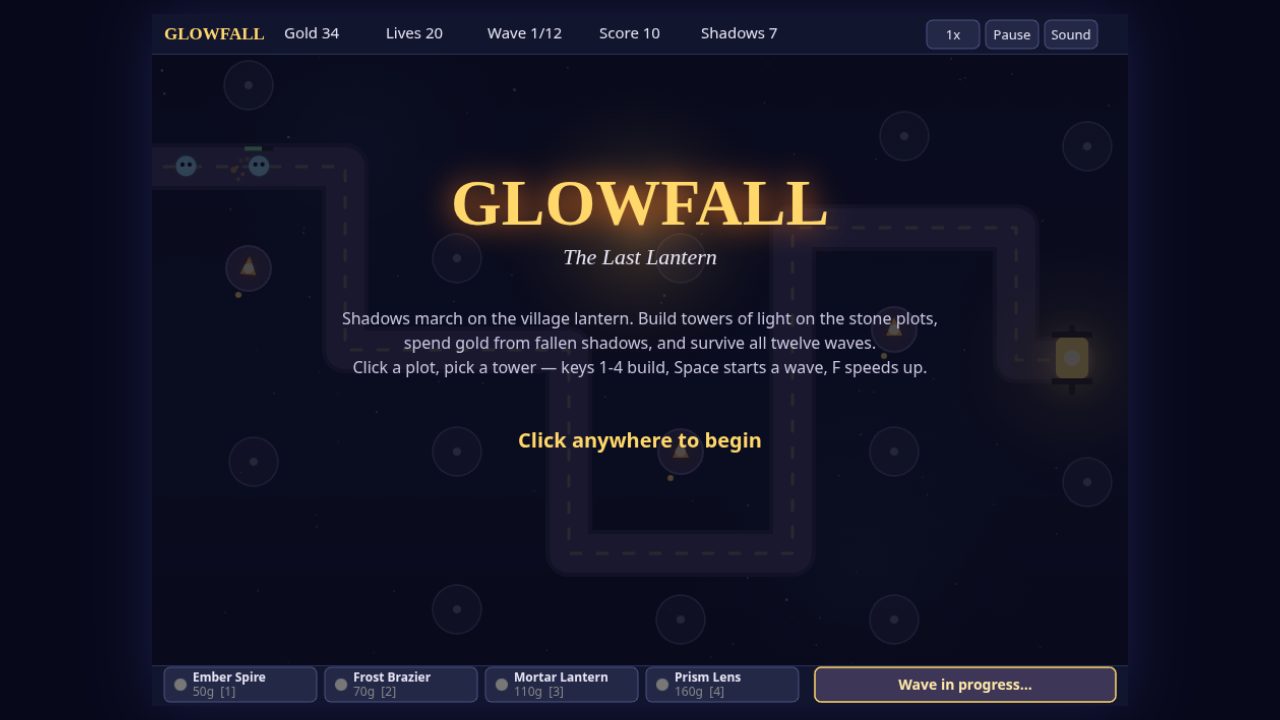 GLOWFALL Gold 34 Lives 20 Wave 1/12 Score 10 Shadows 7 1x Pause Sound
GLOWFALL
The Last Lantern
Shadows march on the village lantern. Build towers of light on the stone plots,
spend gold from fallen shadows, and survive all twelve waves.
Click a plot, pick a tower — keys 1-4 build, Space starts a wave, F speeds up.
Click anywhere to begin
Ember Spire
50g [1]
Frost Brazier
70g [2]
Mortar Lantern
110g [3]
Prism Lens
160g [4]
Wave in progress...